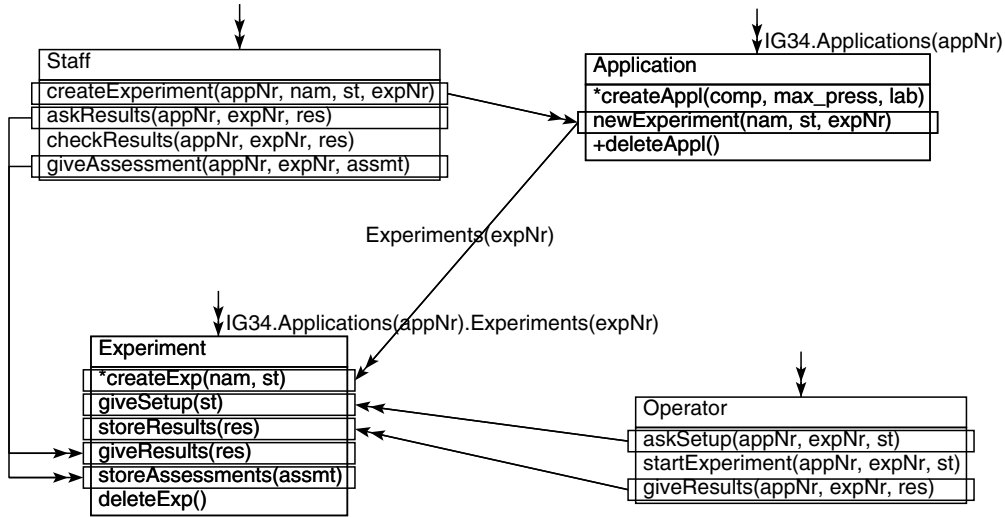 Staff
createExperiment(appNr, nam, st, expNr)
askResults(appNr, expNr, res)
checkResults(appNr, expNr, res)
giveAssessment(appNr, expNr, assmt)
IG34.Applications(appNr)
Application
*createAppl(comp, max_press, lab)
newExperiment(nam, st, expNr)
+deleteAppl()
Experiments(expNr)
IG34.Applications(appNr).Experiments(expNr)
Experiment
*createExp(nam, st)
giveSetup(st)
storeResults(res)
giveResults(res)
storeAssessments(assmt)
deleteExp()
Operator
askSetup(appNr, expNr, st)
startExperiment(appNr, expNr, st)
giveResults(appNr, expNr, res)